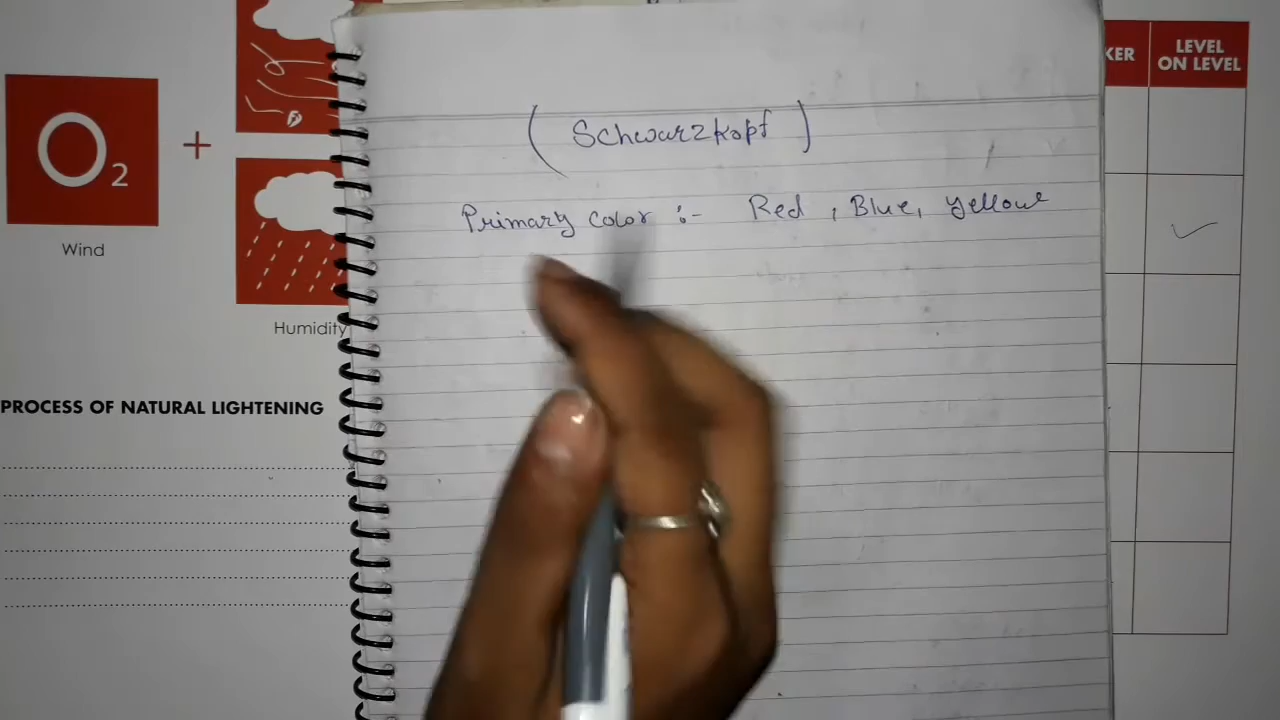 KER
LEVEL
ON LEVEL
O2
+
Wind
Humidity
PROCESS OF NATURAL LIGHTENING
( Schwarzkopf )
Primary color :- Red , Blue, Yellow